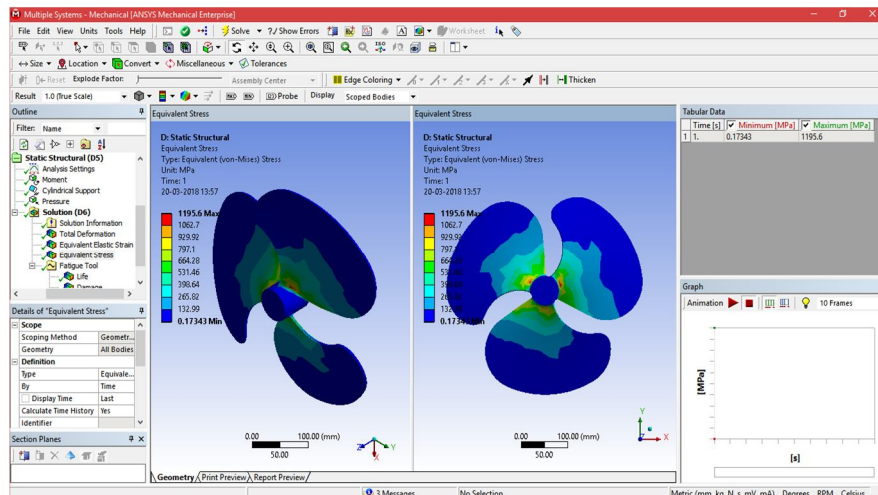 Multiple Systems - Mechanical [ANSYS Mechanical Enterprise]
File Edit View Units Tools Help Solve ?/ Show Errors A Worksheet
Size Location Convert Miscellaneous Tolerances
Reset Explode Factor: Assembly Center Edge Coloring Thicken
Result 1.0 (True Scale) Probe Display Scoped Bodies
Outline
Filter: Name
Static Structural (D5)
Analysis Settings
Moment
Cylindrical Support
Pressure
Solution (D6)
Solution Information
Total Deformation
Equivalent Elastic Strain
Equivalent Stress
Fatigue Tool
Life
Damage
Details of "Equivalent Stress"
Scope
Scoping Method Geometr...
Geometry All Bodies
Definition
Type Equivale...
By Time
Display Time Last
Calculate Time History Yes
Identifier
Section Planes
Equivalent Stress
D: Static Structural
Equivalent Stress
Type: Equivalent (von-Mises) Stress
Unit: MPa
Time: 1
20-03-2018 13:57
1195.6 Max
1062.7
929.92
797.1
664.28
531.46
398.64
265.82
132.99
0.17343 Min
0.00 100.00 (mm)
50.00
Z Y
X
Equivalent Stress
D: Static Structural
Equivalent Stress
Type: Equivalent (von-Mises) Stress
Unit: MPa
Time: 1
20-03-2018 13:57
1195.6 Max
1062.7
929.92
797.1
0.00 100.00 (mm)
50.00
Y
Z X
Geometry Print Preview Report Preview
Tabular Data
Time [s] Minimum [MPa] Maximum [MPa]
1 1. 0.17343 1195.6
Graph
Animation 10 Frames
[MPa]
[s]
3 Messages No Selection Metric (mm, kg, N, s, mV, mA) Degrees RPM Celsius